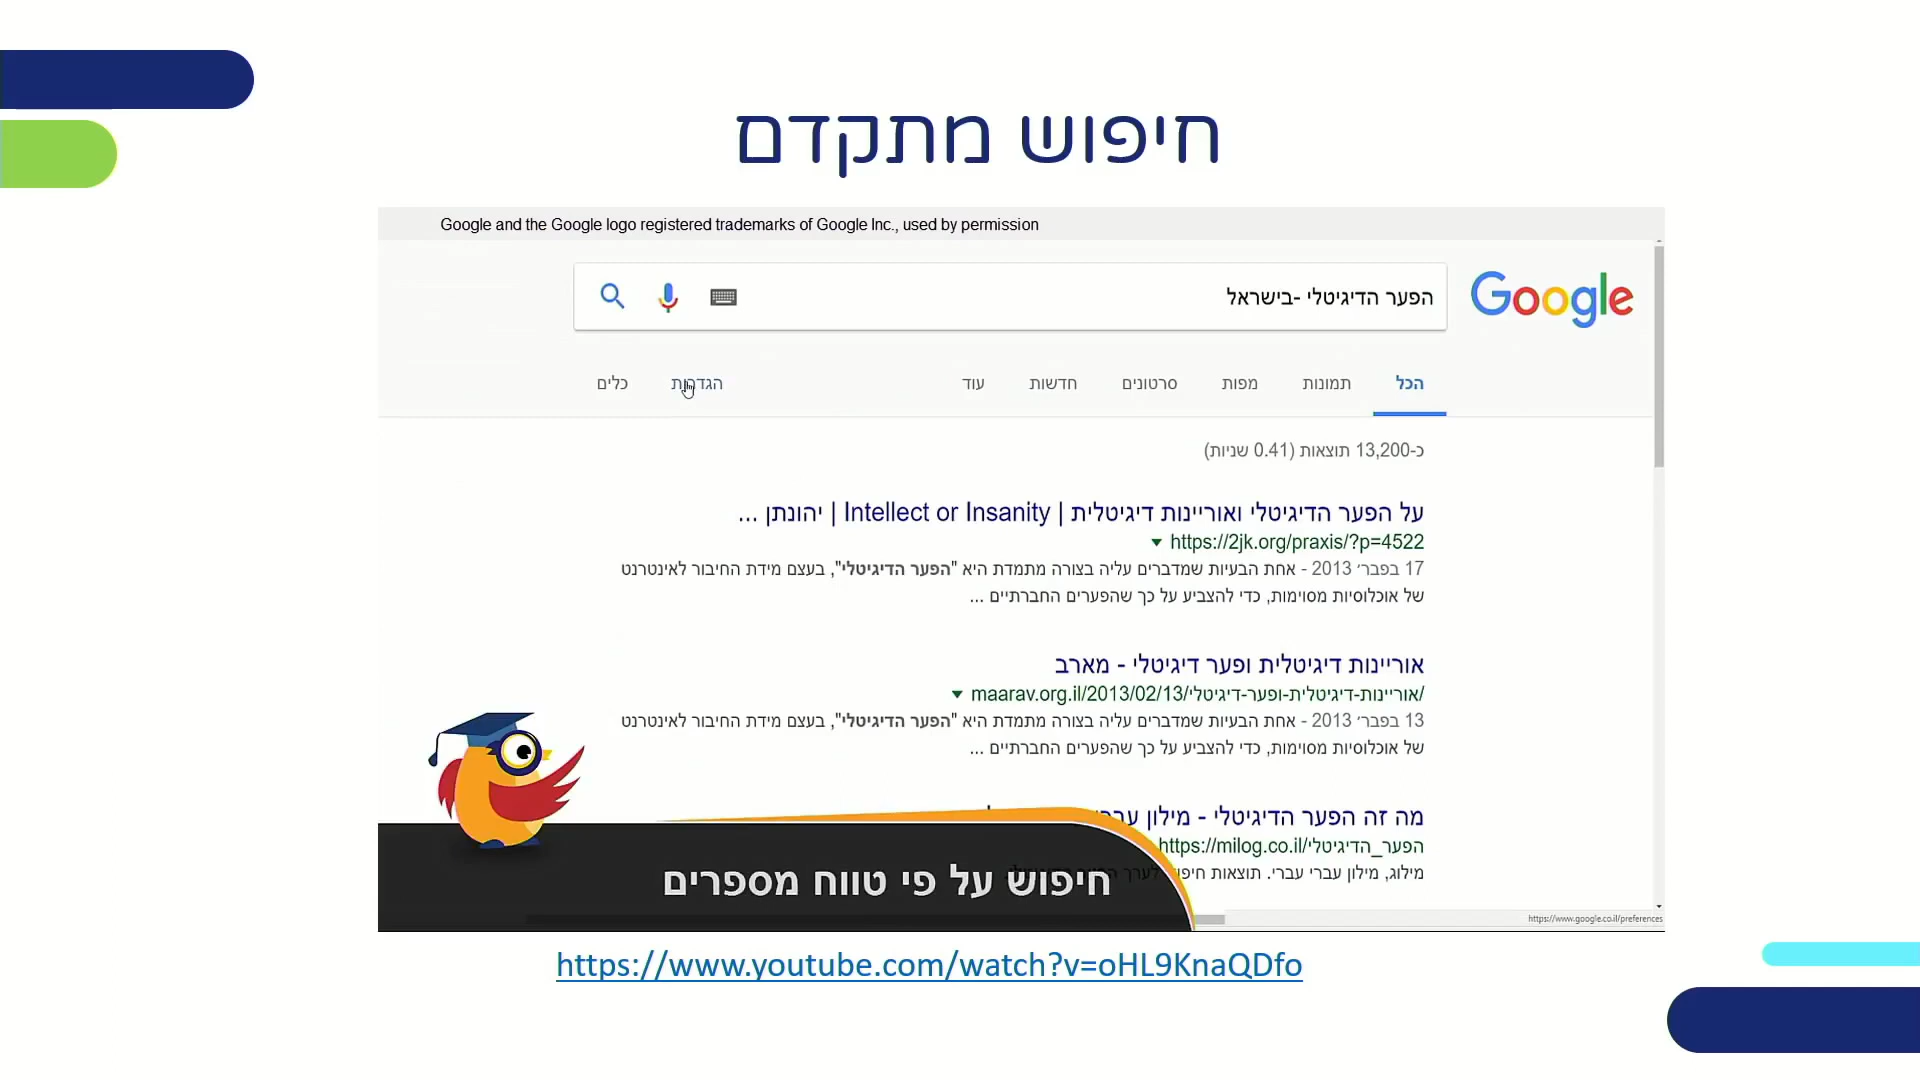 חיפוש מתקדם
Google and the Google logo registered trademarks of Google Inc., used by permission
Google
הפער הדיגיטלי -בישראל
הכל תמונות מפות סרטונים חדשות עוד הגדרות כלים
כ-13,200 תוצאות (0.41 שניות)
על הפער הדיגיטלי ואוריינות דיגיטלית | Intellect or Insanity | יהונתן ...
https://2jk.org/praxis/?p=4522
17 בפבר׳ 2013 - אחת הבעיות שמדברים עליה בצורה מתמדת היא "הפער הדיגיטלי", בעצם מידת החיבור לאינטרנט
של אוכלוסיות מסוימות, כדי להצביע על כך שהפערים החברתיים ...
אוריינות דיגיטלית ופער דיגיטלי - מארב
maarav.org.il/2013/02/13/אוריינות-דיגיטלית-ופער-דיגיטלי/
13 בפבר׳ 2013 - אחת הבעיות שמדברים עליה בצורה מתמדת היא "הפער הדיגיטלי", בעצם מידת החיבור לאינטרנט
של אוכלוסיות מסוימות, כדי להצביע על כך שהפערים החברתיים ...
מה זה הפער הדיגיטלי - מילון
https://milog.co.il/הפער_הדיגיטלי
מילוג, מילון עברי עברי. תוצאות
חיפוש על פי טווח מספרים
https://www.google.co.il/preferences
https://www.youtube.com/watch?v=oHL9KnaQDfo